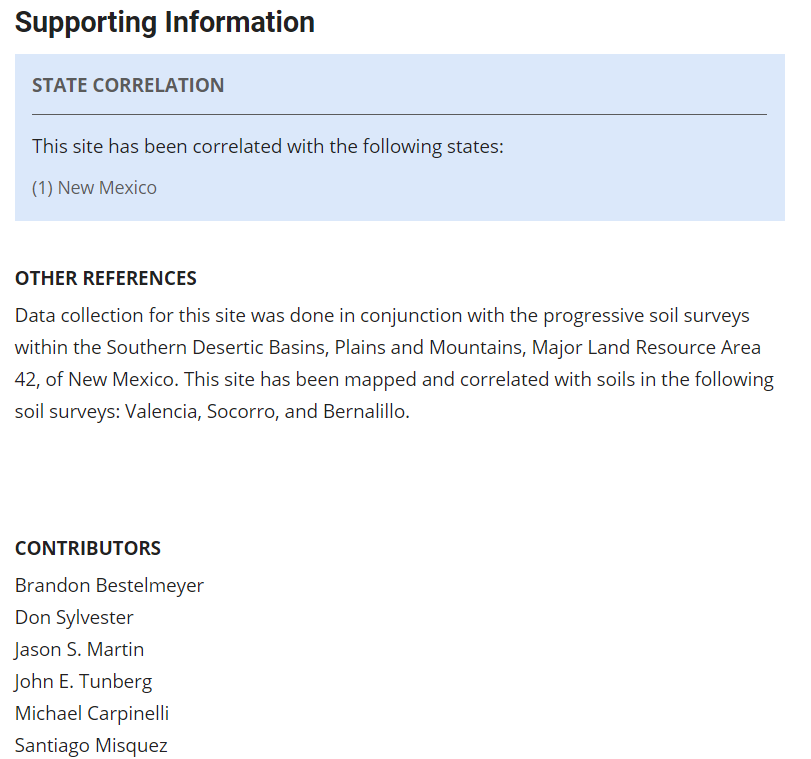 Supporting Information
STATE CORRELATION
This site has been correlated with the following states:
(1) New Mexico
OTHER REFERENCES
Data collection for this site was done in conjunction with the progressive soil surveys
within the Southern Desertic Basins, Plains and Mountains, Major Land Resource Area
42, of New Mexico. This site has been mapped and correlated with soils in the following
soil surveys: Valencia, Socorro, and Bernalillo.
CONTRIBUTORS
Brandon Bestelmeyer
Don Sylvester
Jason S. Martin
John E. Tunberg
Michael Carpinelli
Santiago Misquez